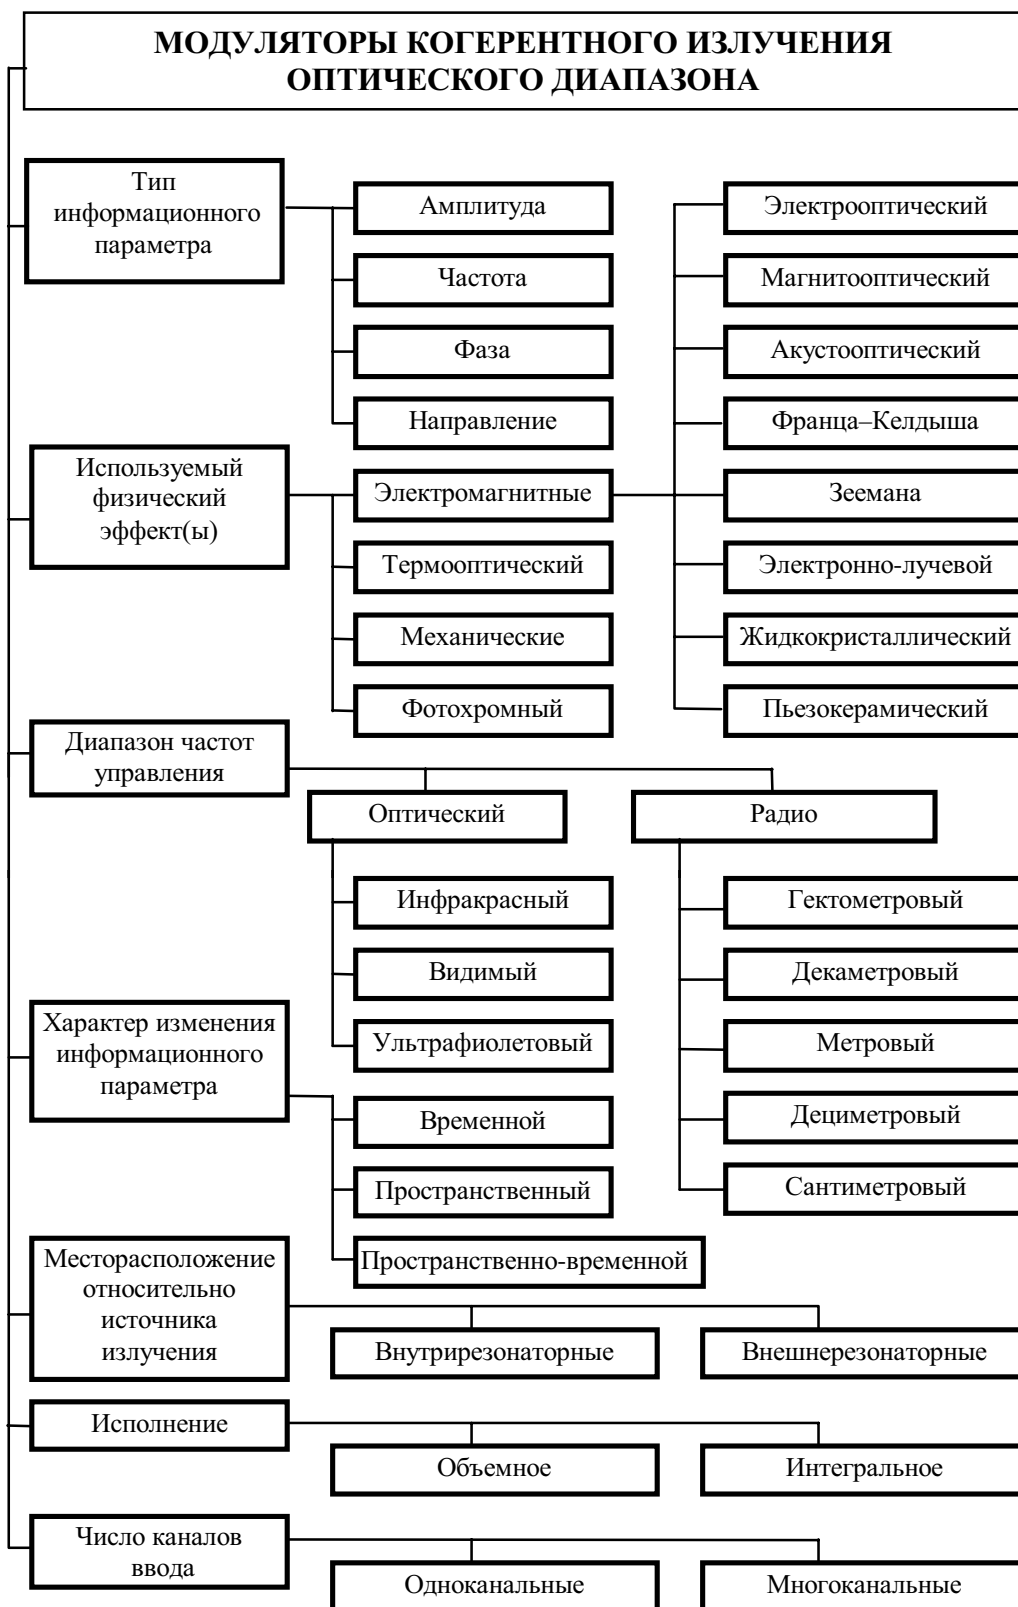 МОДУЛЯТОРЫ КОГЕРЕНТНОГО ИЗЛУЧЕНИЯ
ОПТИЧЕСКОГО ДИАПАЗОНА
Тип
информационного
параметра
Амплитуда
Частота
Фаза
Направление
Используемый
физический
эффект(ы)
Электромагнитные
Термооптический
Механические
Фотохромный
Электрооптический
Магнитооптический
Акустооптический
Франца–Келдыша
Зеемана
Электронно-лучевой
Жидкокристаллический
Пьезокерамический
Диапазон частот
управления
Оптический
Инфракрасный
Видимый
Ультрафиолетовый
Радио
Гектометровый
Декаметровый
Метровый
Дециметровый
Сантиметровый
Характер изменения
информационного
параметра
Временной
Пространственный
Пространственно-временной
Месторасположение
относительно
источника
излучения
Внутрирезонаторные
Внешнерезонаторные
Исполнение
Объемное
Интегральное
Число каналов
ввода
Одноканальные
Многоканальные